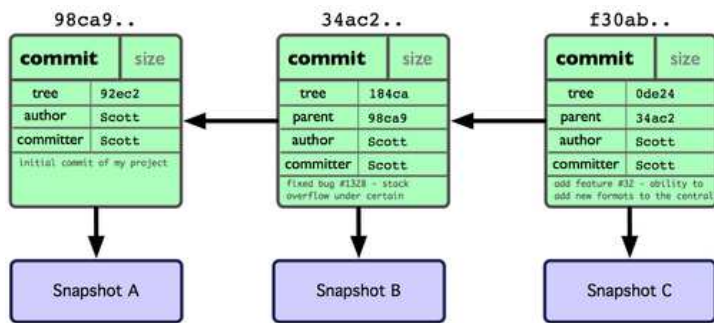 98ca9..
commit size
tree 92ec2
author Scott
committer Scott
initial commit of my project
Snapshot A
34ac2..
commit size
tree 184ca
parent 98ca9
author Scott
committer Scott
fixed bug #1328 - stack
overflow under certain
Snapshot B
f30ab..
commit size
tree 0de24
parent 34ac2
author Scott
committer Scott
add feature #32 - ability to
add new formats to the central
Snapshot C